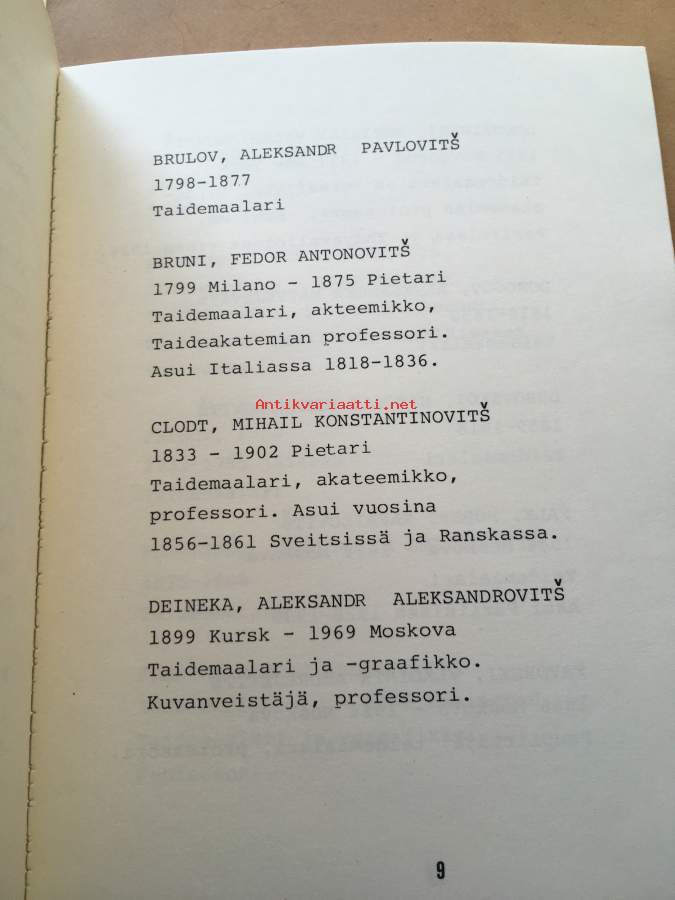 BRULOV, ALEKSANDR PAVLOVITŠ
1798-1877
Taidemaalari
BRUNI, FEDOR ANTONOVITŠ
1799 Milano - 1875 Pietari
Taidemaalari, akteemikko,
Taideakatemian professori.
Asui Italiassa 1818-1836.
Antikvariaatti.net
CLODT, MIHAIL KONSTANTINOVITŠ
1833 - 1902 Pietari
Taidemaalari, akateemikko,
professori. Asui vuosina
1856-1861 Sveitsissä ja Ranskassa.
DEINEKA, ALEKSANDR ALEKSANDROVITŠ
1899 Kursk - 1969 Moskova
Taidemaalari ja -graafikko.
Kuvanveistäjä, professori.
9